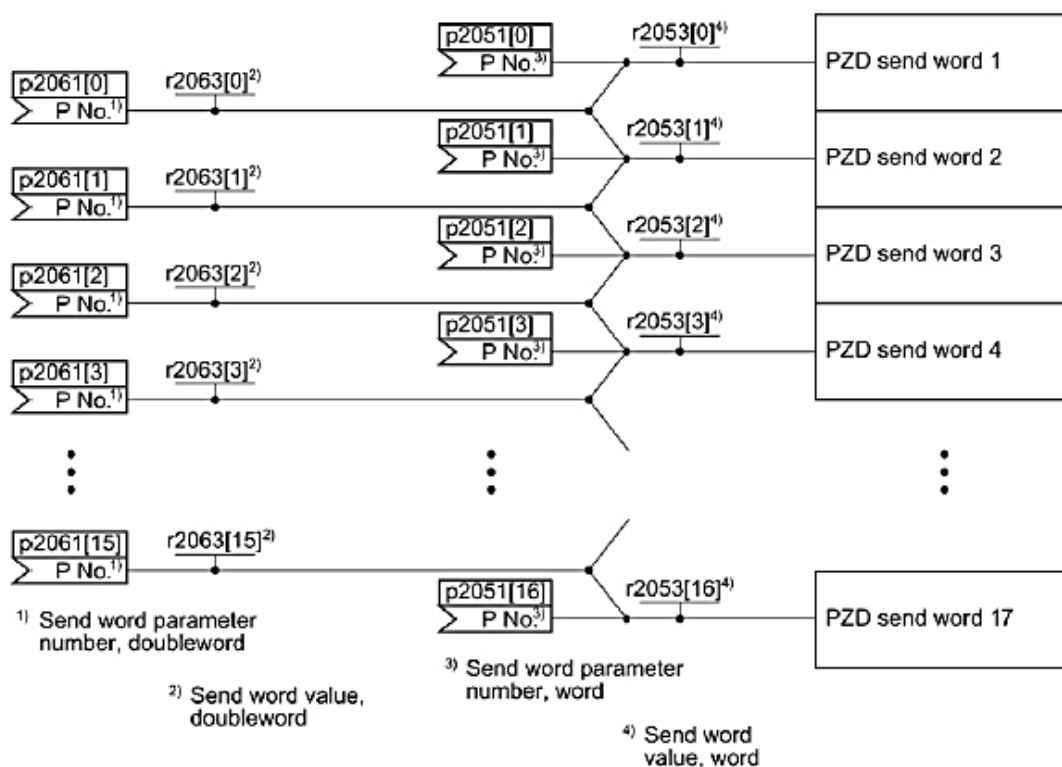 p2051[0] r2053[0]4)
P No.3) PZD send word 1
p2061[0] r2063[0]2)
P No.1)
p2051[1] r2053[1]4)
P No.3) PZD send word 2
p2061[1] r2063[1]2)
P No.1)
p2051[2] r2053[2]4)
P No.3) PZD send word 3
p2061[2] r2063[2]2)
P No.1)
p2051[3] r2053[3]4)
P No.3) PZD send word 4
p2061[3] r2063[3]2)
P No.1)
p2061[15] r2063[15]2)
P No.1)
p2051[16] r2053[16]4)
P No.3) PZD send word 17
1) Send word parameter
number, doubleword
2) Send word value,
doubleword
3) Send word parameter
number, word
4) Send word
value, word